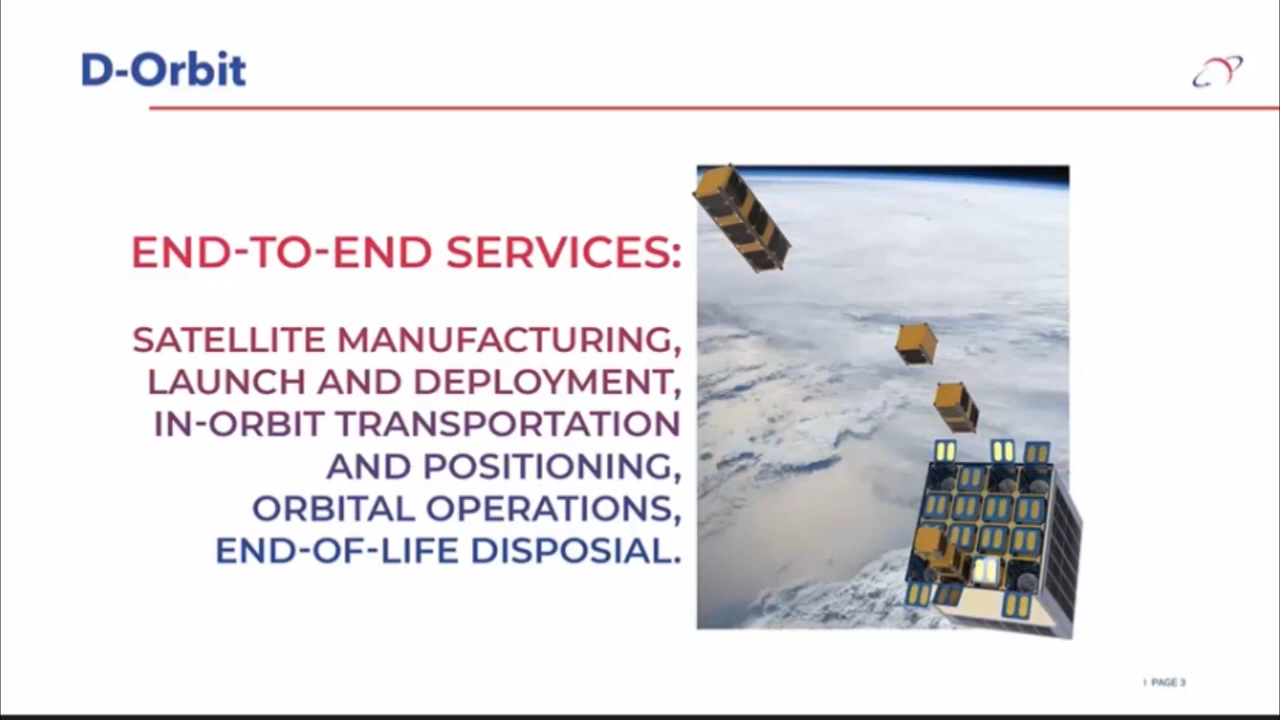 D-Orbit
END-TO-END SERVICES:
SATELLITE MANUFACTURING,
LAUNCH AND DEPLOYMENT,
IN-ORBIT TRANSPORTATION
AND POSITIONING,
ORBITAL OPERATIONS,
END-OF-LIFE DISPOSIAL.
| PAGE 3